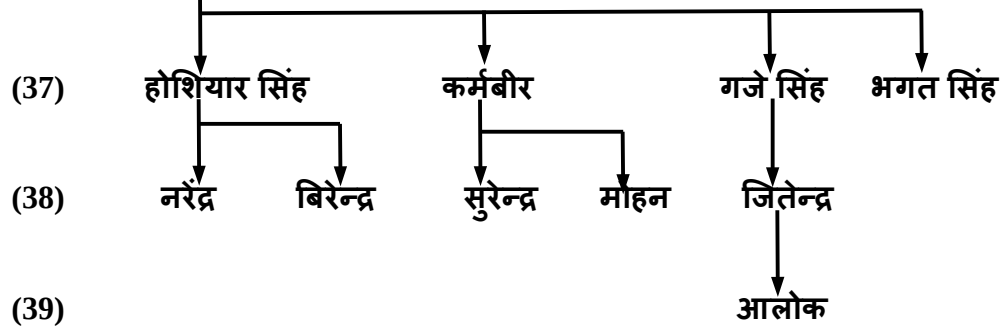 (37) होशियार सिंह कर्मबीर गजे सिंह भगत सिंह
(38) नरेंद्र बिरेन्द्र सुरेन्द्र मोहन जितेन्द्र
(39) आलोक